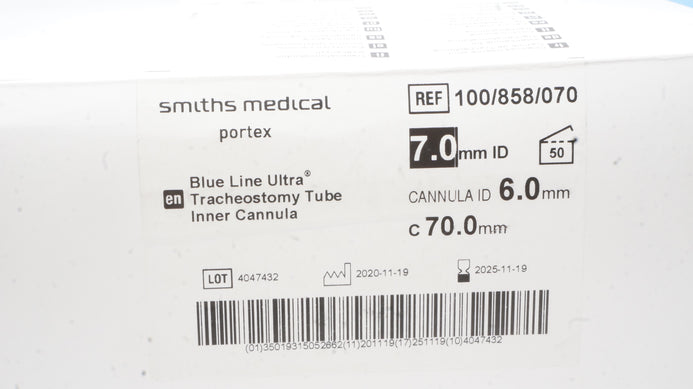 smiths medical
portex
en
Blue Line Ultra®
Tracheostomy Tube
Inner Cannula
REF 100/858/070
7.0mm ID
50
CANNULA ID 6.0mm
C 70.0mm
LOT 4047432
2020-11-19
2025-11-19
(01)35019315052662(11)201119(17)251119(10)4047432